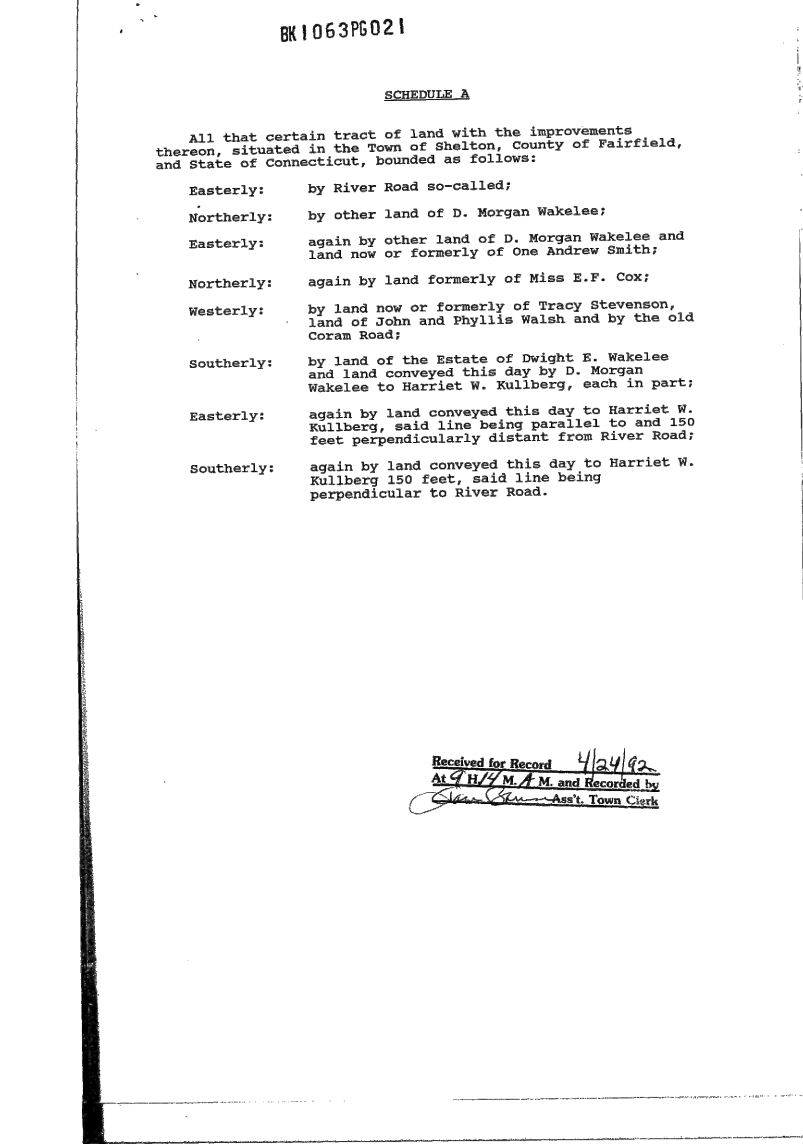 BK1063PG021
SCHEDULE A
All that certain tract of land with the improvements
thereon, situated in the Town of Shelton, County of Fairfield,
and State of Connecticut, bounded as follows:
Easterly: by River Road so-called;
Northerly: by other land of D. Morgan Wakelee;
Easterly: again by other land of D. Morgan Wakelee and
land now or formerly of One Andrew Smith;
Northerly: again by land formerly of Miss E.F. Cox;
Westerly: by land now or formerly of Tracy Stevenson,
land of John and Phyllis Walsh and by the old
Coram Road;
Southerly: by land of the Estate of Dwight E. Wakelee
and land conveyed this day by D. Morgan
Wakelee to Harriet W. Kullberg, each in part;
Easterly: again by land conveyed this day to Harriet W.
Kullberg, said line being parallel to and 150
feet perpendicularly distant from River Road;
Southerly: again by land conveyed this day to Harriet W.
Kullberg 150 feet, said line being
perpendicular to River Road.
Received for Record 4/24/92
At 9 H. 14 M. A M. and Recorded by
Ass't. Town Clerk